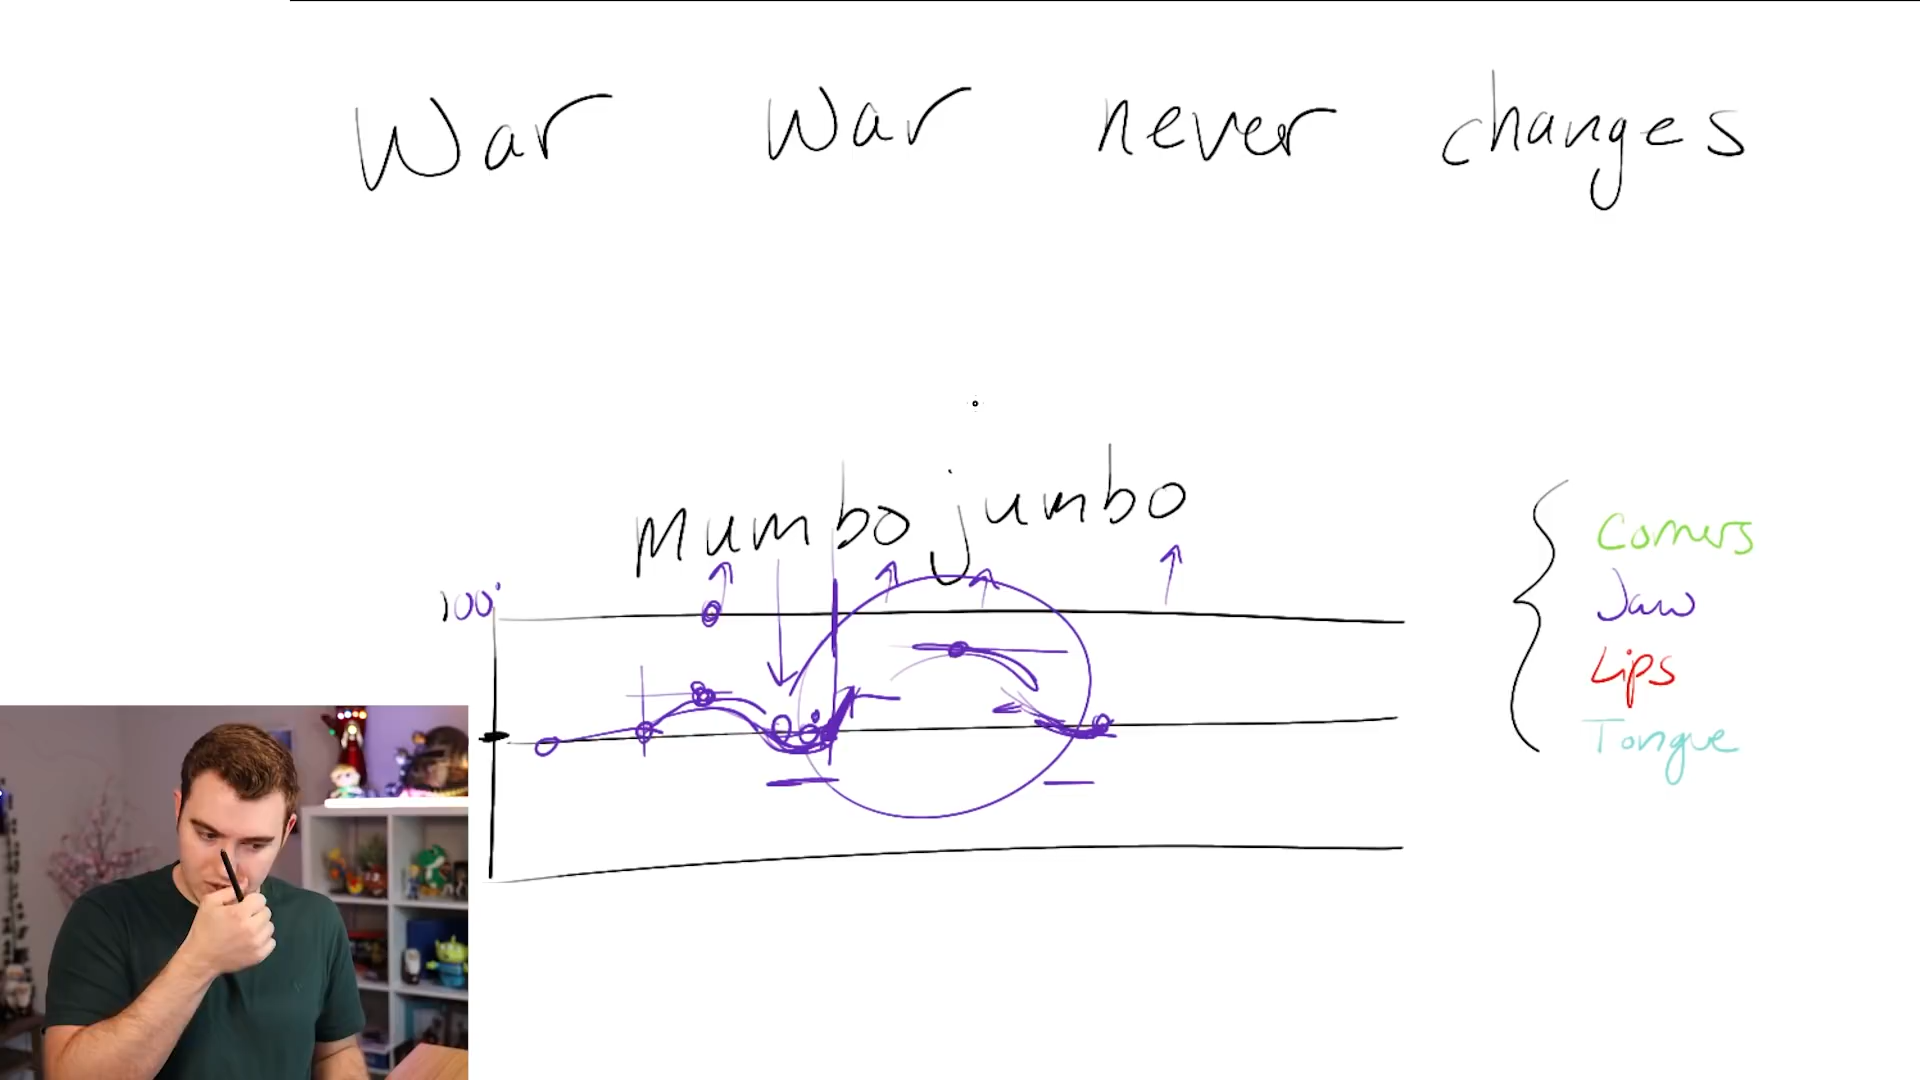 War war never changes
Mumbo jumbo
100°
Corners
Jaw
Lips
Tongue